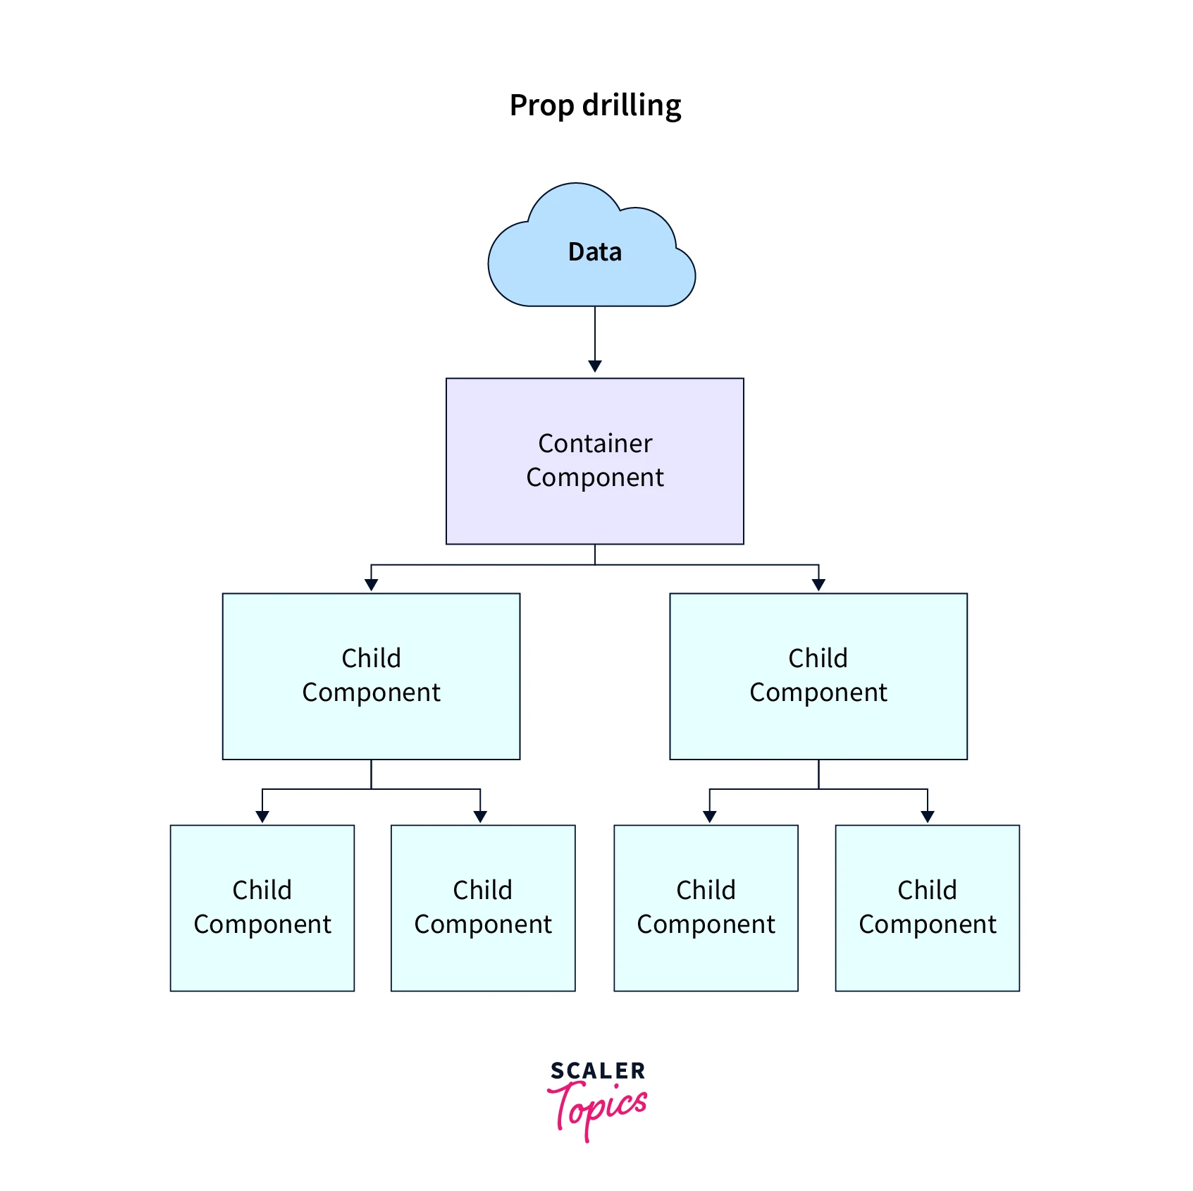 Prop drilling
Data
Container
Component
Child
Component
Child
Component
Child
Component
Child
Component
Child
Component
Child
Component
SCALER
Topics